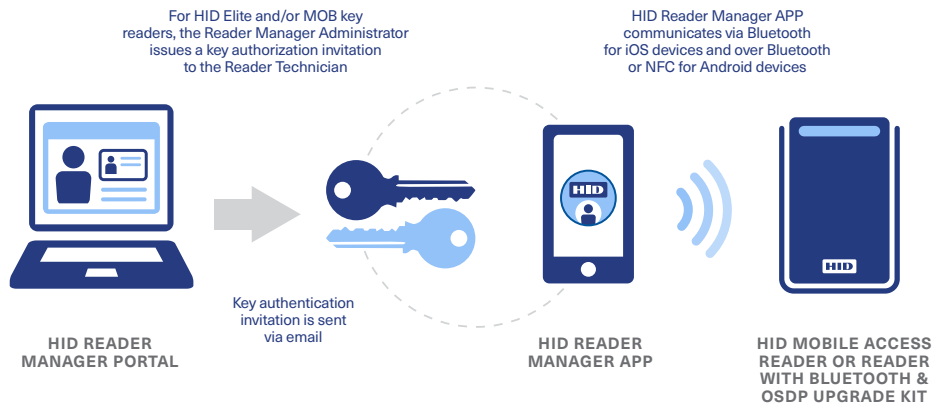 For HID Elite and/or MOB key
readers, the Reader Manager Administrator
issues a key authorization invitation
to the Reader Technician
HID Reader Manager APP
communicates via Bluetooth
for iOS devices and over Bluetooth
or NFC for Android devices
HID
HID
Key authentication
invitation is sent
via email
HID READER
MANAGER PORTAL
HID READER
MANAGER APP
HID MOBILE ACCESS
READER OR READER
WITH BLUETOOTH &
OSDP UPGRADE KIT